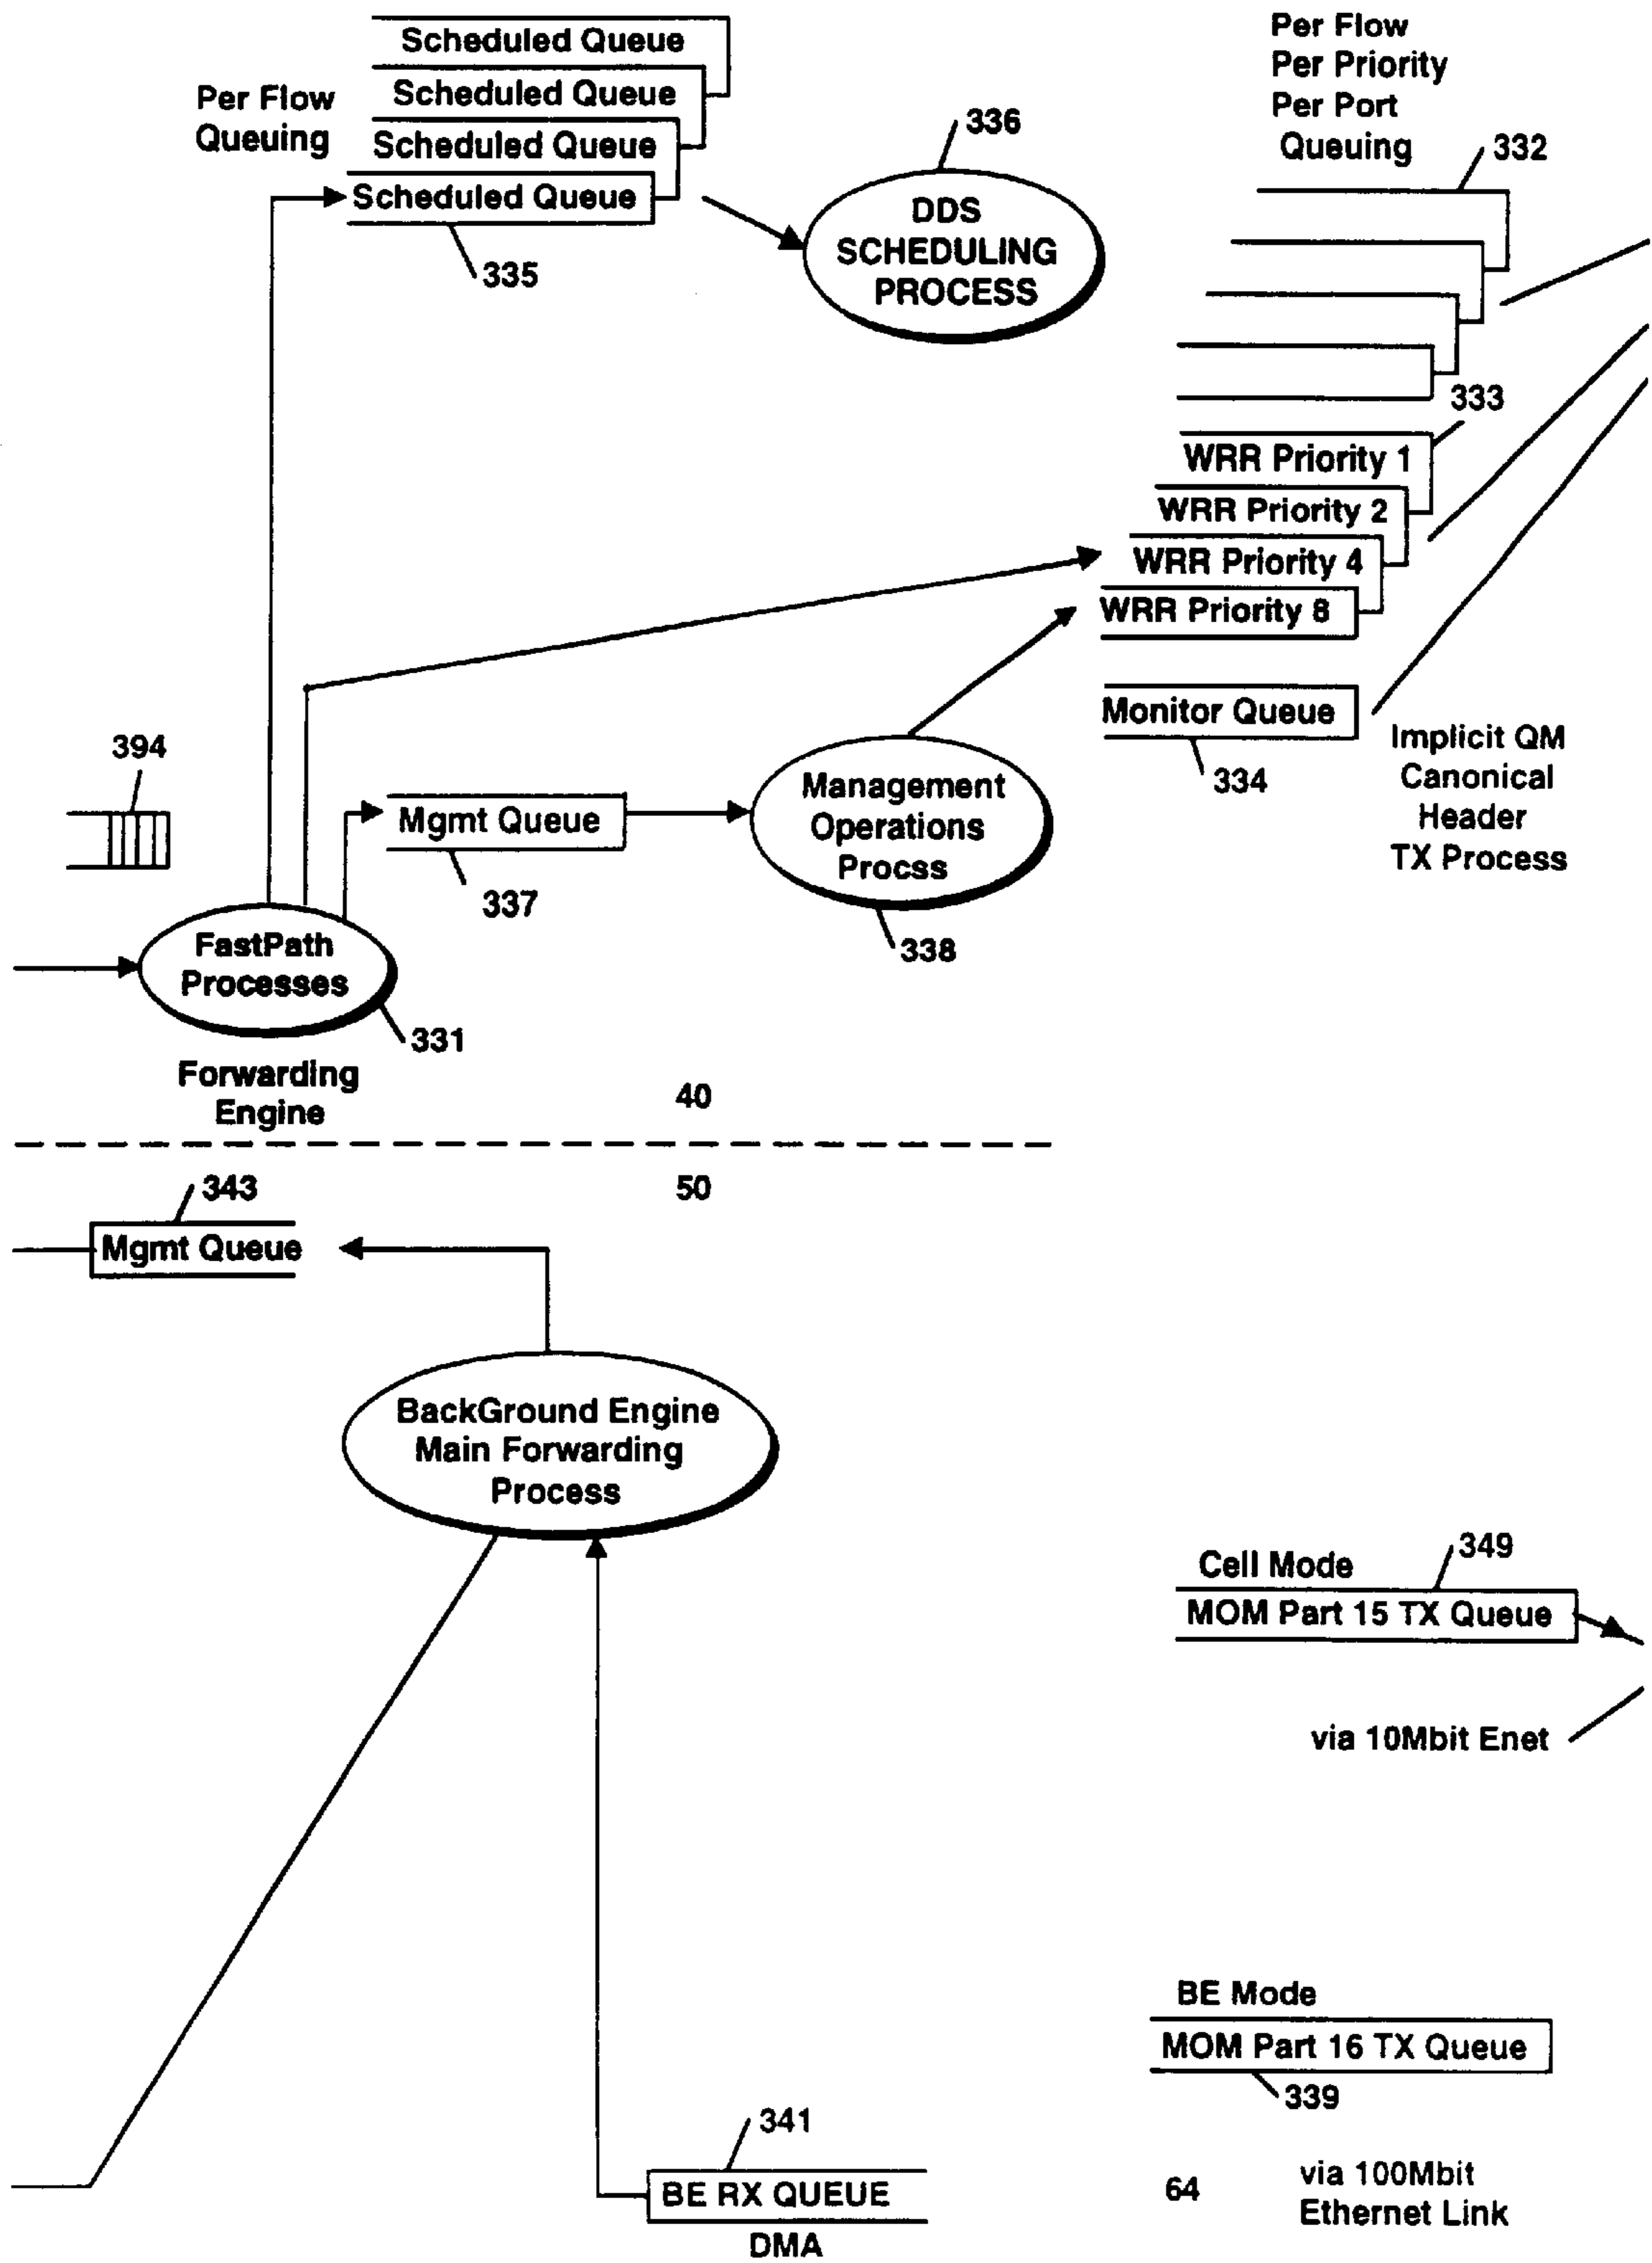 Scheduled Queue
Scheduled Queue
Scheduled Queue
Scheduled Queue
Per Flow
Queuing
335
336
DDS
SCHEDULING
PROCESS
Per Flow
Per Priority
Per Port
Queuing
332
333
WRR Priority 1
WRR Priority 2
WRR Priority 4
WRR Priority 8
Monitor Queue
334
Implicit QM
Canonical
Header
TX Process
394
Mgmt Queue
337
Management
Operations
Procss
338
FastPath
Processes
331
Forwarding
Engine
40
50
343
Mgmt Queue
BackGround Engine
Main Forwarding
Process
Cell Mode
349
MOM Part 15 TX Queue
via 10Mbit Enet
BE Mode
MOM Part 16 TX Queue
339
341
BE RX QUEUE
DMA
64
via 100Mbit
Ethernet Link